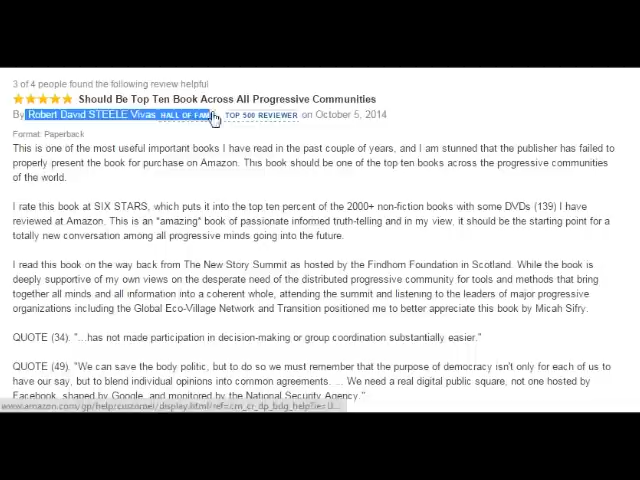 3 of 4 people found the following review helpful
Should Be Top Ten Book Across All Progressive Communities
By Robert David STEELE Vivas HALL OF FAME TOP 500 REVIEWER on October 5, 2014
Format: Paperback
This is one of the most useful important books I have read in the past couple of years, and I am stunned that the publisher has failed to
properly present the book for purchase on Amazon. This book should be one of the top ten books across the progressive communities
of the world.
I rate this book at SIX STARS, which puts it into the top ten percent of the 2000+ non-fiction books with some DVDs (139) I have
reviewed at Amazon. This is an *amazing* book of passionate informed truth-telling and in my view, it should be the starting point for a
totally new conversation among all progressive minds going into the future.
I read this book on the way back from The New Story Summit as hosted by the Findhorn Foundation in Scotland. While the book is
deeply supportive of my own views on the desperate need of the distributed progressive community for tools and methods that bring
together all minds and all information into a coherent whole, attending the summit and listening to the leaders of major progressive
organizations including the Global Eco-Village Network and Transition positioned me to better appreciate this book by Micah Sifry.
QUOTE (34). "...has not made participation in decision-making or group coordination substantially easier."
QUOTE (49). "We can save the body politic, but to do so we must remember that the purpose of democracy isn't only for each of us to
have our say, but to blend individual opinions into common agreements. ... We need a real digital public square, not one hosted by
Facebook, shaped by Google, and monitored by the National Security Agency."